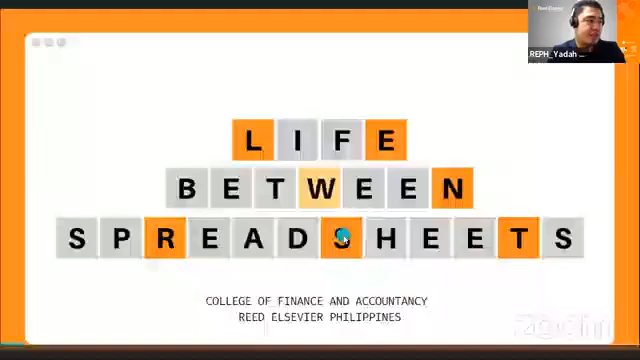 REPH_Yadah
LIFE
BETWEEN
SPREADSHEETS
COLLEGE OF FINANCE AND ACCOUNTANCY
REED ELSEVIER PHILIPPINES